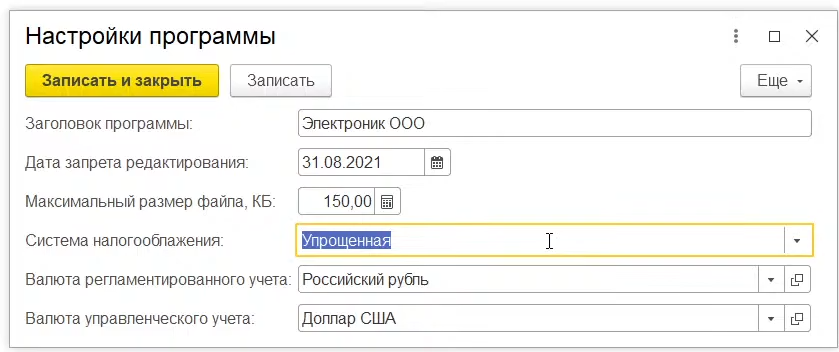 Настройки программы
Записать и закрыть Записать Еще
Заголовок программы: Электроник ООО
Дата запрета редактирования: 31.08.2021
Максимальный размер файла, КБ: 150,00
Система налогооблажения: Упрощенная
Валюта регламентированного учета: Российский рубль
Валюта управленческого учета: Доллар США